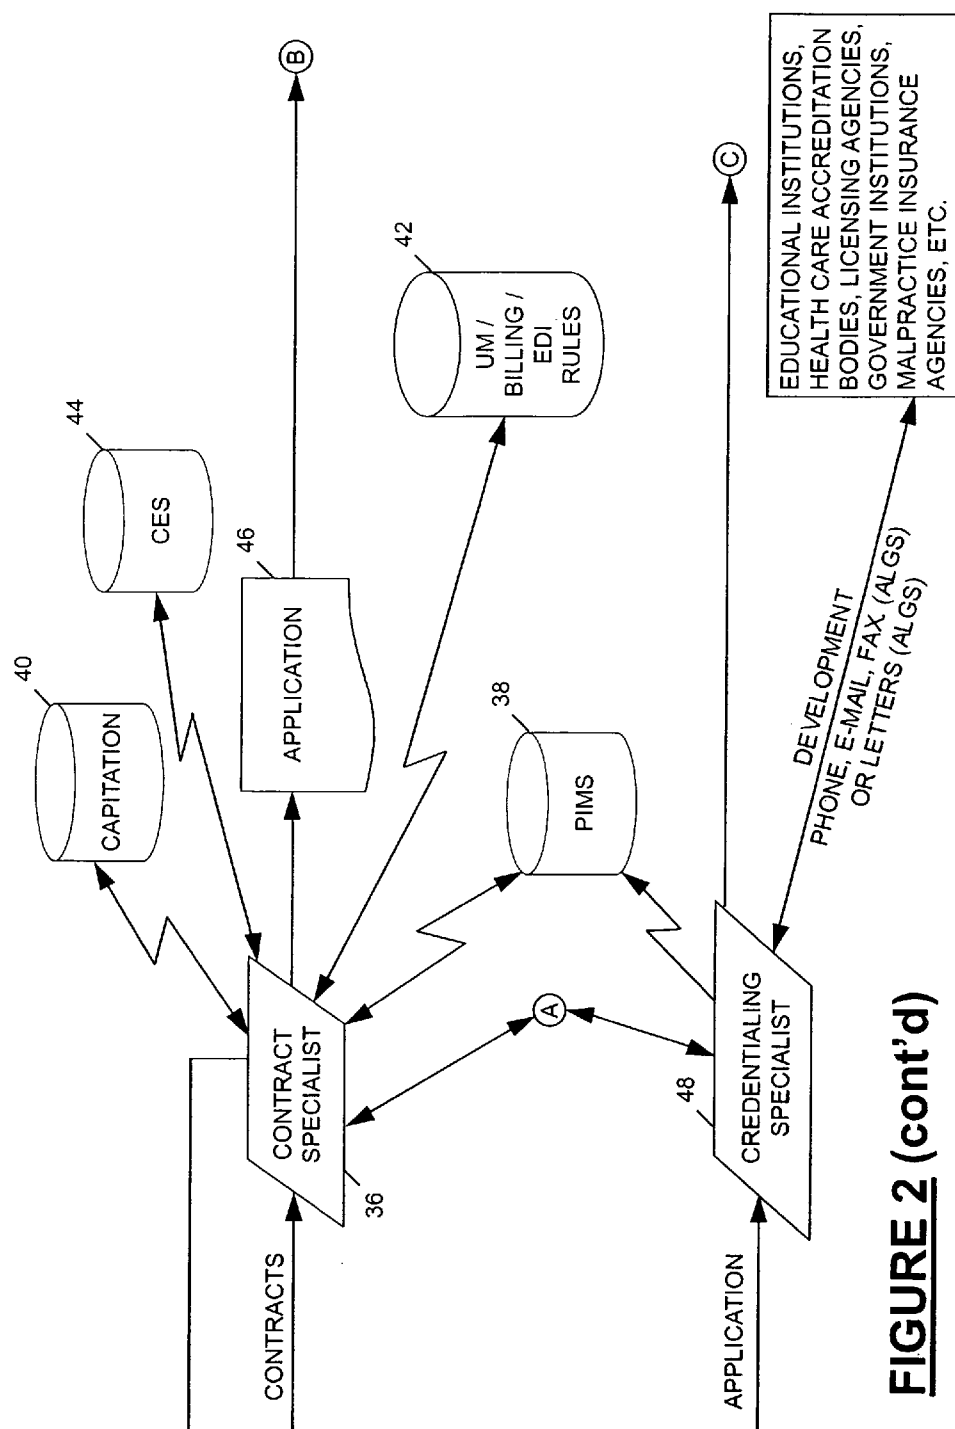 CONTRACTS
CONTRACT
SPECIALIST
36
CAPITATION
40
CES
44
APPLICATION
46
B
UM /
BILLING /
EDI
RULES
42
PIMS
38
A
APPLICATION
CREDENTIALING
SPECIALIST
48
C
DEVELOPMENT
PHONE, E-MAIL, FAX (ALGS)
OR LETTERS (ALGS)
EDUCATIONAL INSTITUTIONS,
HEALTH CARE ACCREDITATION
BODIES, LICENSING AGENCIES,
GOVERNMENT INSTITUTIONS,
MALPRACTICE INSURANCE
AGENCIES, ETC.
FIGURE 2 (cont'd)